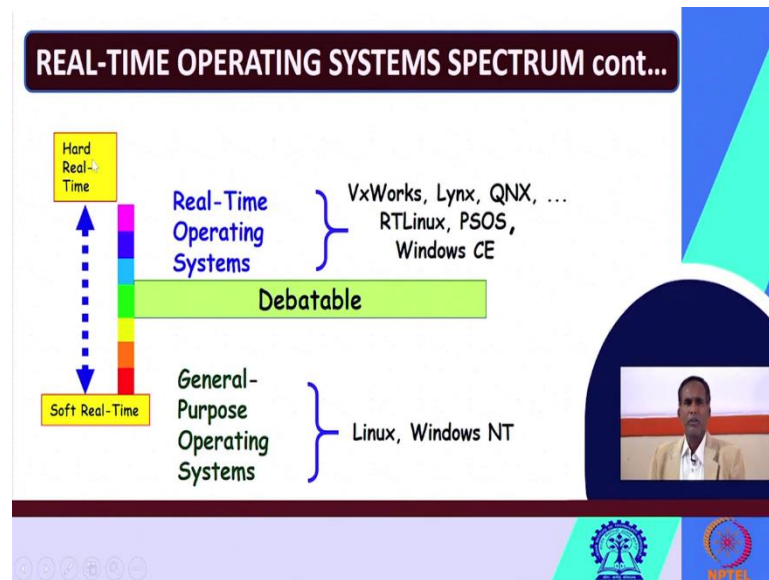 REAL-TIME OPERATING SYSTEMS SPECTRUM cont...
Hard
Real-
Time
Soft Real-Time
Real-Time
Operating
Systems
VxWorks, Lynx, QNX, ...
RTLinux, PSOS,
Windows CE
Debatable
General-
Purpose
Operating
Systems
Linux, Windows NT
NPTEL